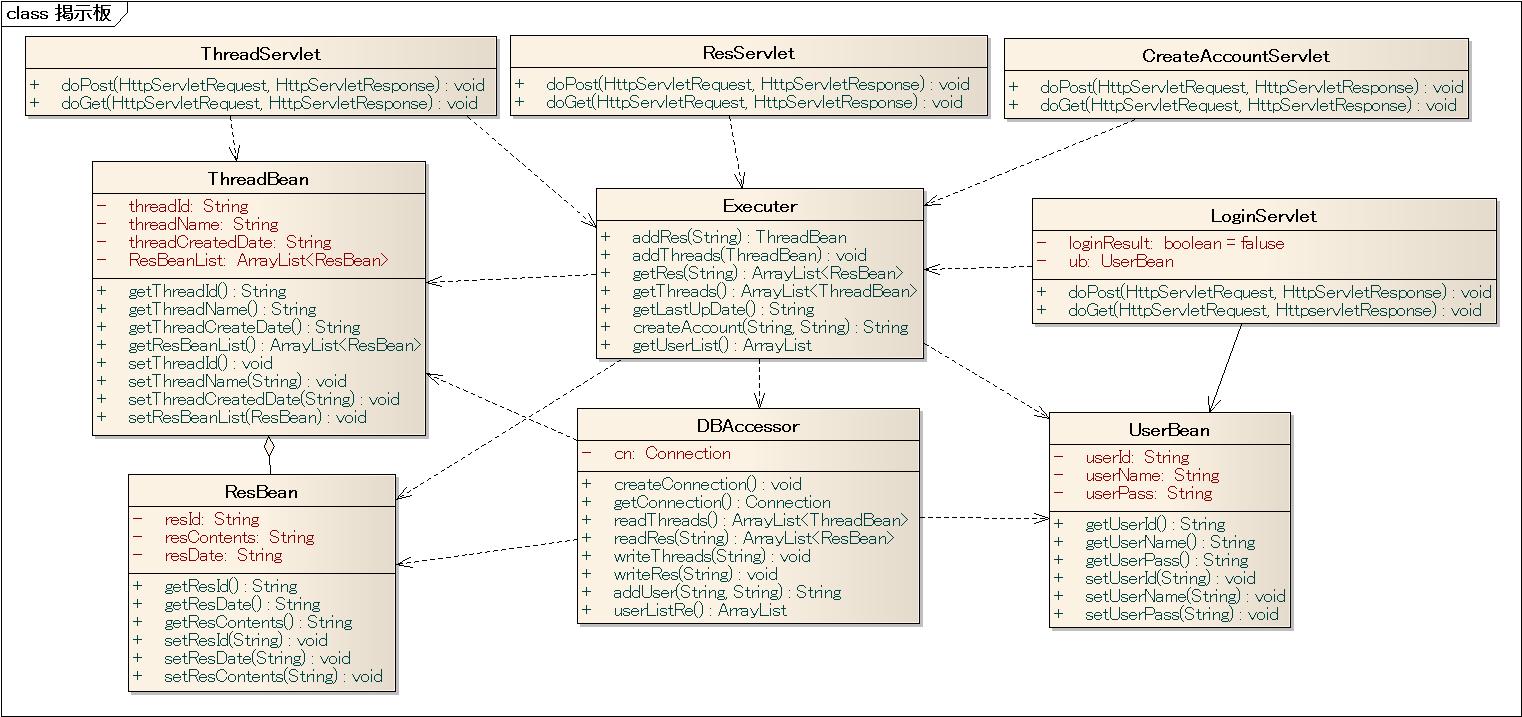 class 掲示板
ThreadServlet
+ doPost(HttpServletRequest, HttpServletResponse) : void
+ doGet(HttpServletRequest, HttpServletResponse) : void
ResServlet
+ doPost(HttpServletRequest, HttpServletResponse) : void
+ doGet(HttpServletRequest, HttpServletResponse) : void
CreateAccountServlet
+ doPost(HttpServletRequest, HttpServletResponse) : void
+ doGet(HttpServletRequest, HttpServletResponse) : void
ThreadBean
- threadId: String
- threadName: String
- threadCreatedDate: String
- ResBeanList: ArrayList<ResBean>
+ getThreadId() : String
+ getThreadName() : String
+ getThreadCreateDate() : String
+ getResBeanList() : ArrayList<ResBean>
+ setThreadId() : void
+ setThreadName(String) : void
+ setThreadCreatedDate(String) : void
+ setResBeanList(ResBean) : void
Executer
+ addRes(String) : ThreadBean
+ addThreads(ThreadBean) : void
+ getRes(String) : ArrayList<ResBean>
+ getThreads() : ArrayList<ThreadBean>
+ getLastUpDate() : String
+ createAccount(String, String) : String
+ getUserList() : ArrayList
LoginServlet
- loginResult: boolean = faluse
- ub: UserBean
+ doPost(HttpServletRequest, HttpServletResponse) : void
+ doGet(HttpServletRequest, HttpservletResponse) : void
ResBean
- resId: String
- resContents: String
- resDate: String
+ getResId() : String
+ getResDate() : String
+ getResContents() : String
+ setResId(String) : void
+ setResDate(String) : void
+ setResContents(String) : void
DBAccessor
- cn: Connection
+ createConnection() : void
+ getConnection() : Connection
+ readThreads() : ArrayList<ThreadBean>
+ readRes(String) : ArrayList<ResBean>
+ writeThreads(String) : void
+ writeRes(String) : void
+ addUser(String, String) : String
+ userListRe() : ArrayList
UserBean
- userId: String
- userName: String
- userPass: String
+ getUserId() : String
+ getUserName() : String
+ getUserPass() : String
+ setUserId(String) : void
+ setUserName(String) : void
+ setUserPass(String) : void